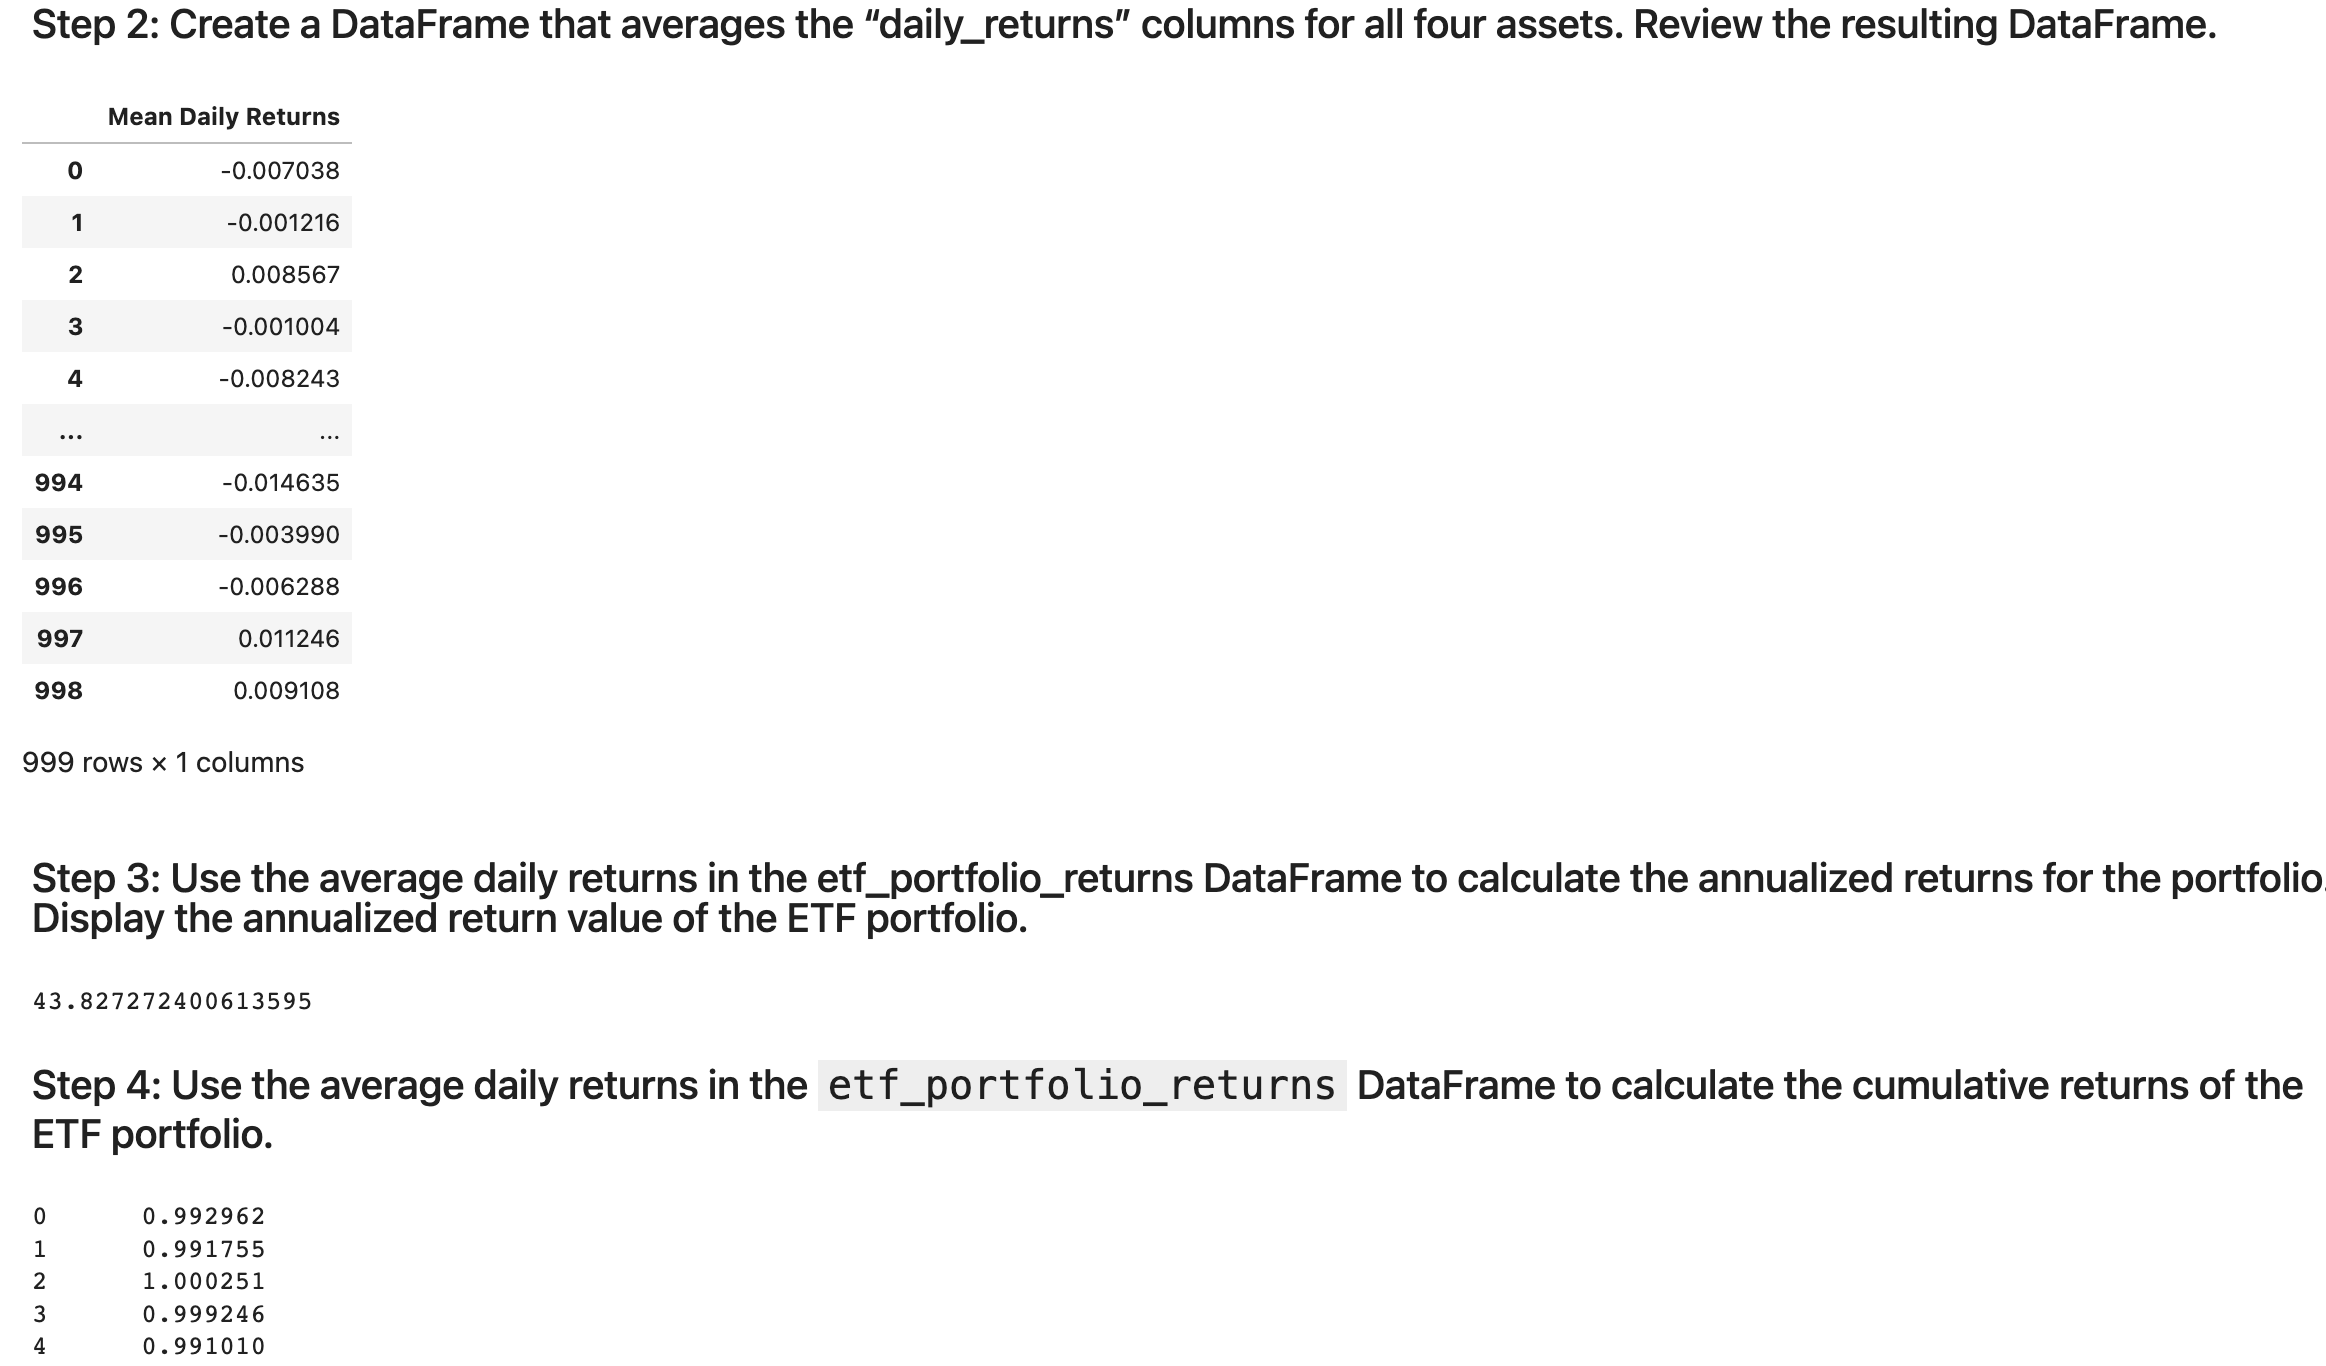 Step 2: Create a DataFrame that averages the “daily_returns” columns for all four assets. Review the resulting DataFrame.
Mean Daily Returns
0 -0.007038
1 -0.001216
2 0.008567
3 -0.001004
4 -0.008243
... ...
994 -0.014635
995 -0.003990
996 -0.006288
997 0.011246
998 0.009108
999 rows × 1 columns
Step 3: Use the average daily returns in the etf_portfolio_returns DataFrame to calculate the annualized returns for the portfolio.
Display the annualized return value of the ETF portfolio.
43.827272400613595
Step 4: Use the average daily returns in the etf_portfolio_returns DataFrame to calculate the cumulative returns of the
ETF portfolio.
0 0.992962
1 0.991755
2 1.000251
3 0.999246
4 0.991010